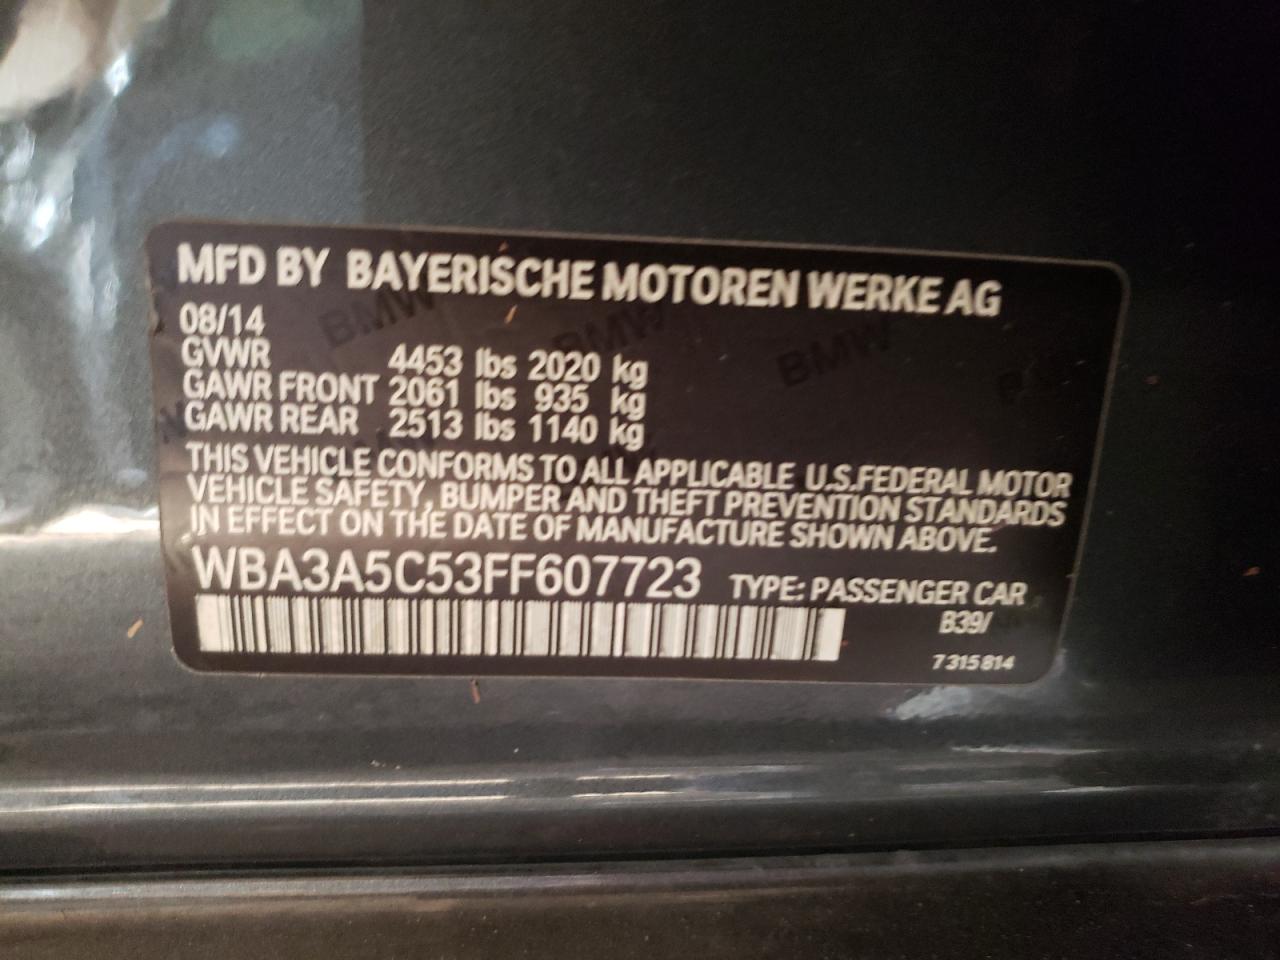 MFD BY BAYERISCHE MOTOREN WERKE AG
08/14
GVWR 4453 lbs 2020 kg
GAWR FRONT 2061 lbs 935 kg
GAWR REAR 2513 lbs 1140 kg
THIS VEHICLE CONFORMS TO ALL APPLICABLE U.S.FEDERAL MOTOR
VEHICLE SAFETY, BUMPER AND THEFT PREVENTION STANDARDS
IN EFFECT ON THE DATE OF MANUFACTURE SHOWN ABOVE.
WBA3A5C53FF607723 TYPE: PASSENGER CAR
B39/
7 315 814
BMW BMW BMW